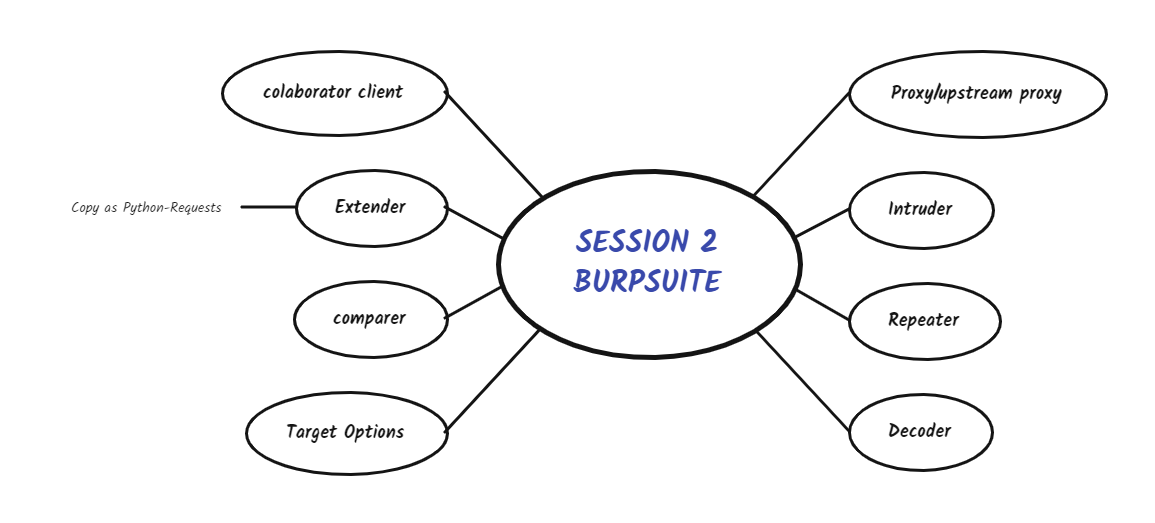 colaborator client
Proxy/upstream proxy
Copy as Python-Requests
Extender
Intruder
SESSION 2
BURPSUITE
comparer
Repeater
Target Options
Decoder